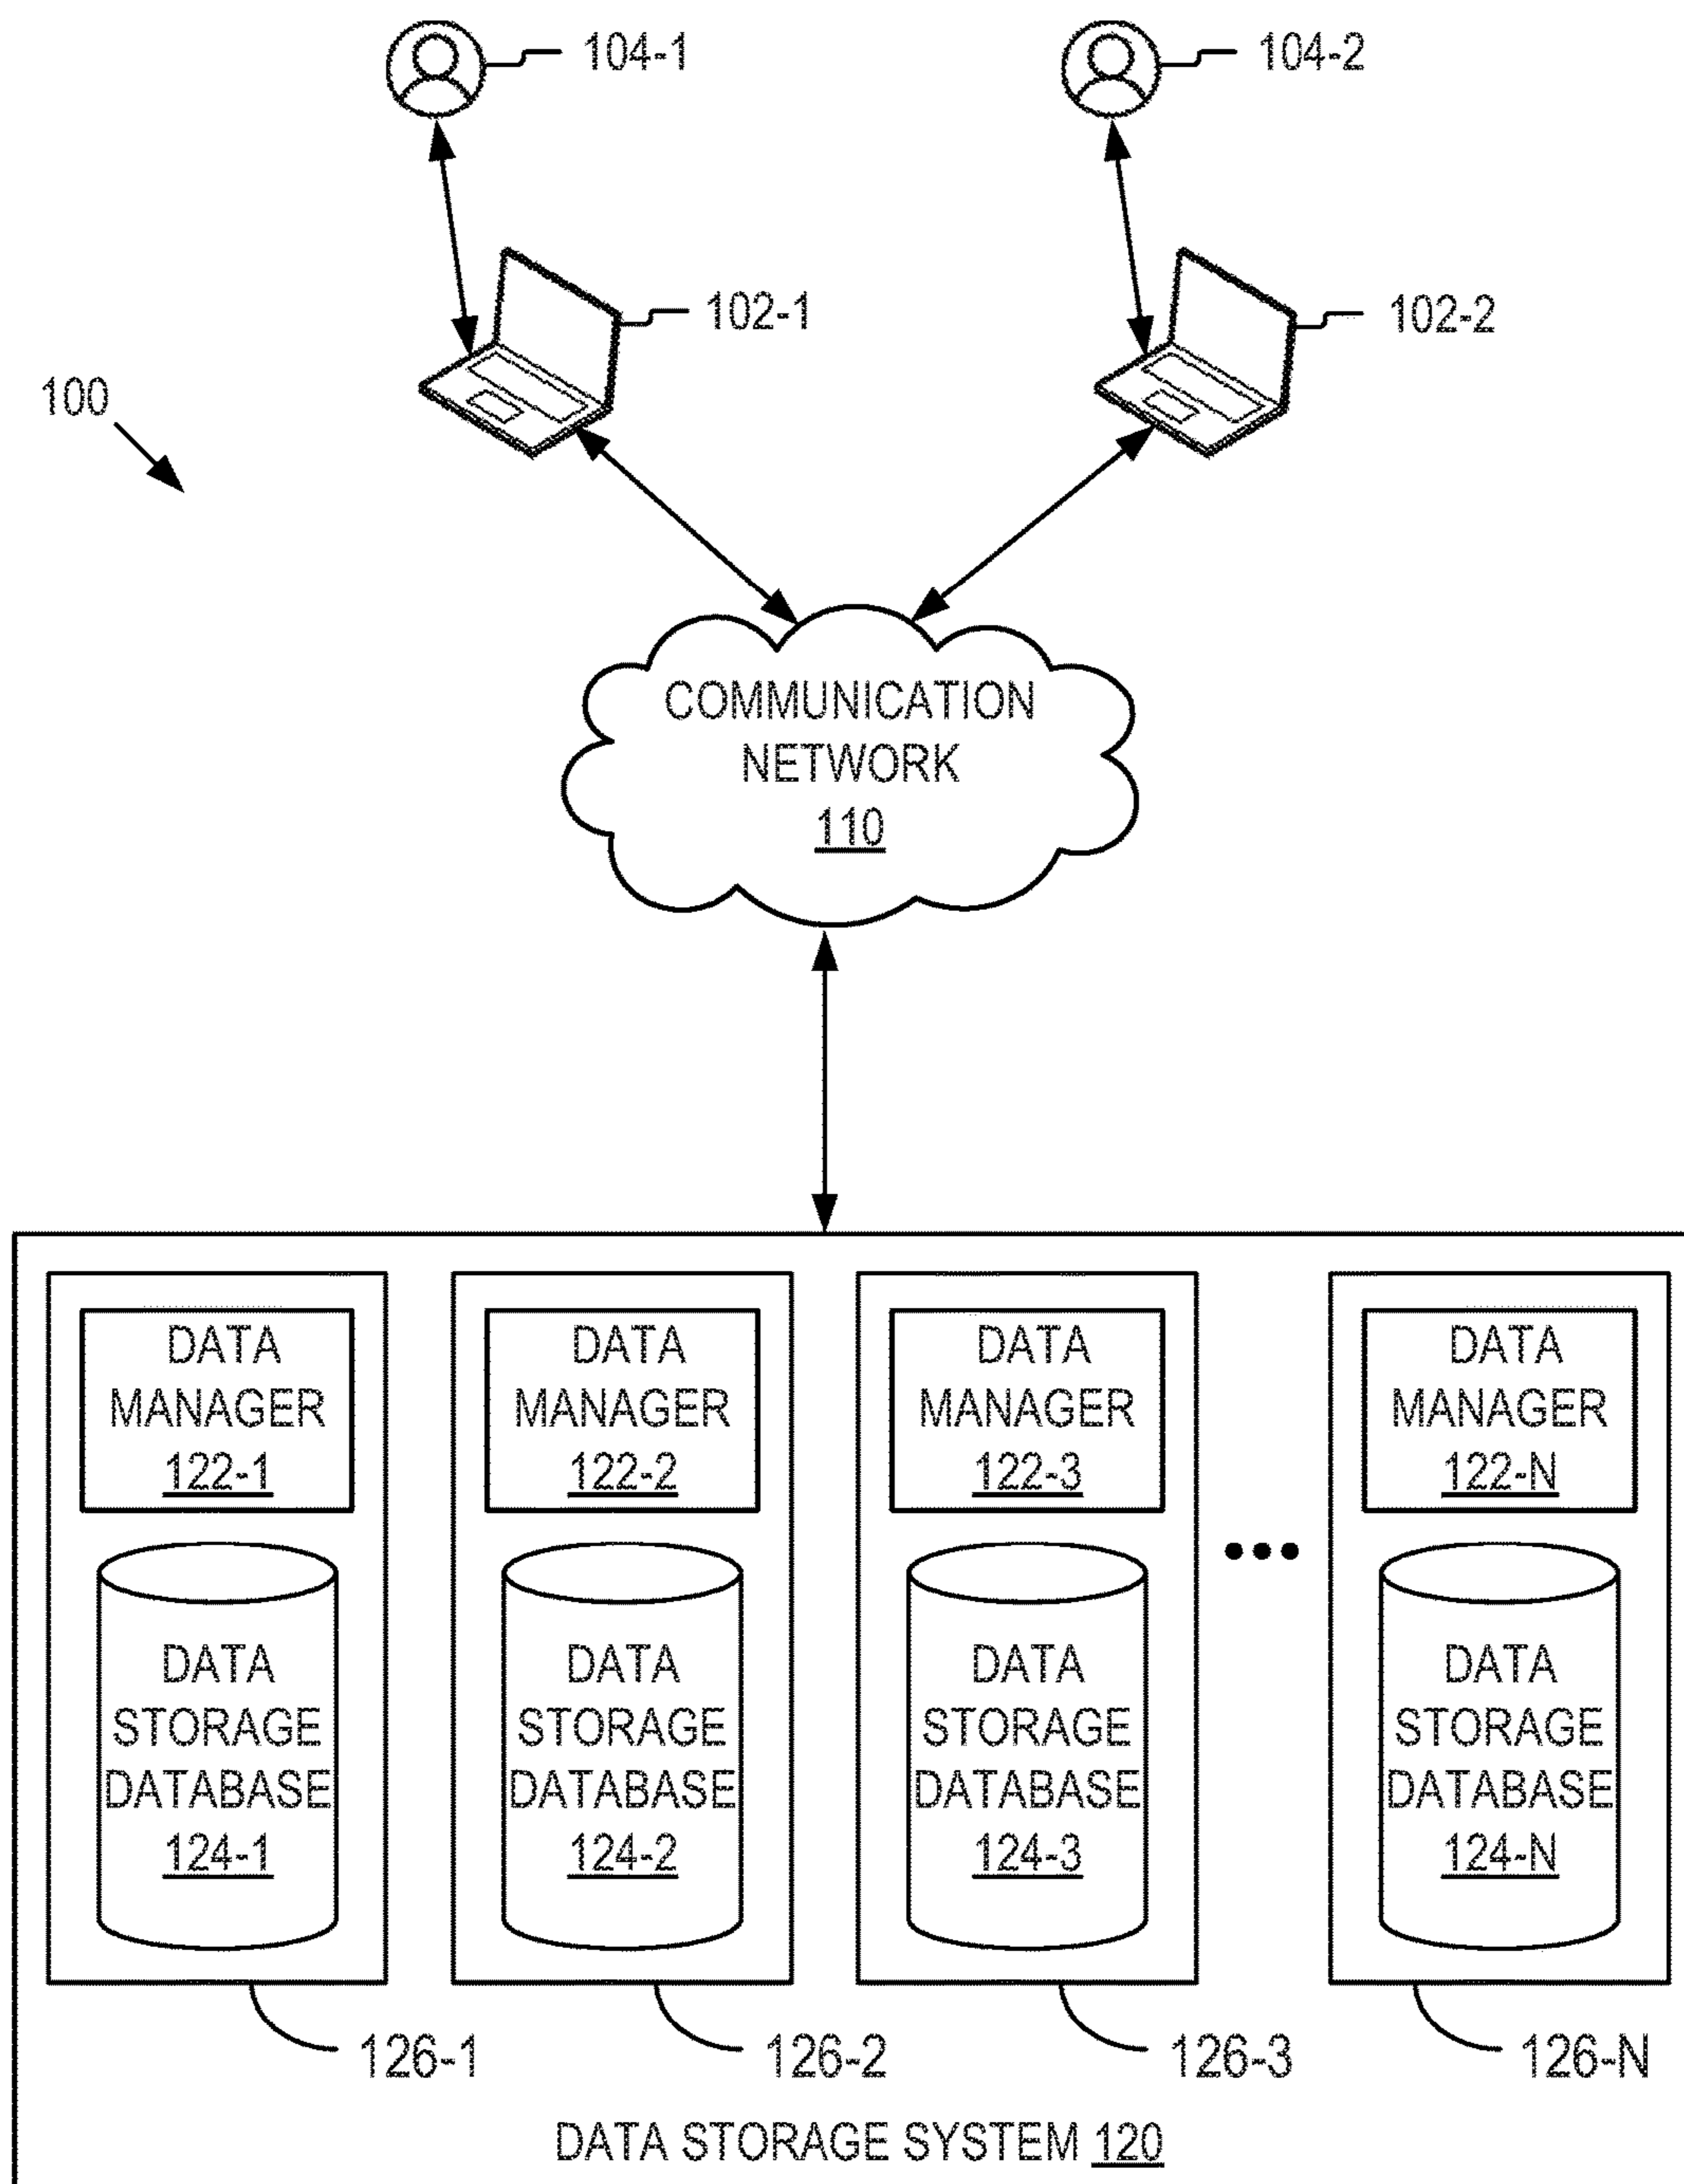 104-1
104-2
102-1
102-2
100
COMMUNICATION
NETWORK
110
DATA
MANAGER
122-1
DATA
MANAGER
122-2
DATA
MANAGER
122-3
DATA
MANAGER
122-N
DATA
STORAGE
DATABASE
124-1
DATA
STORAGE
DATABASE
124-2
DATA
STORAGE
DATABASE
124-3
DATA
STORAGE
DATABASE
124-N
126-1
126-2
126-3
126-N
DATA STORAGE SYSTEM 120